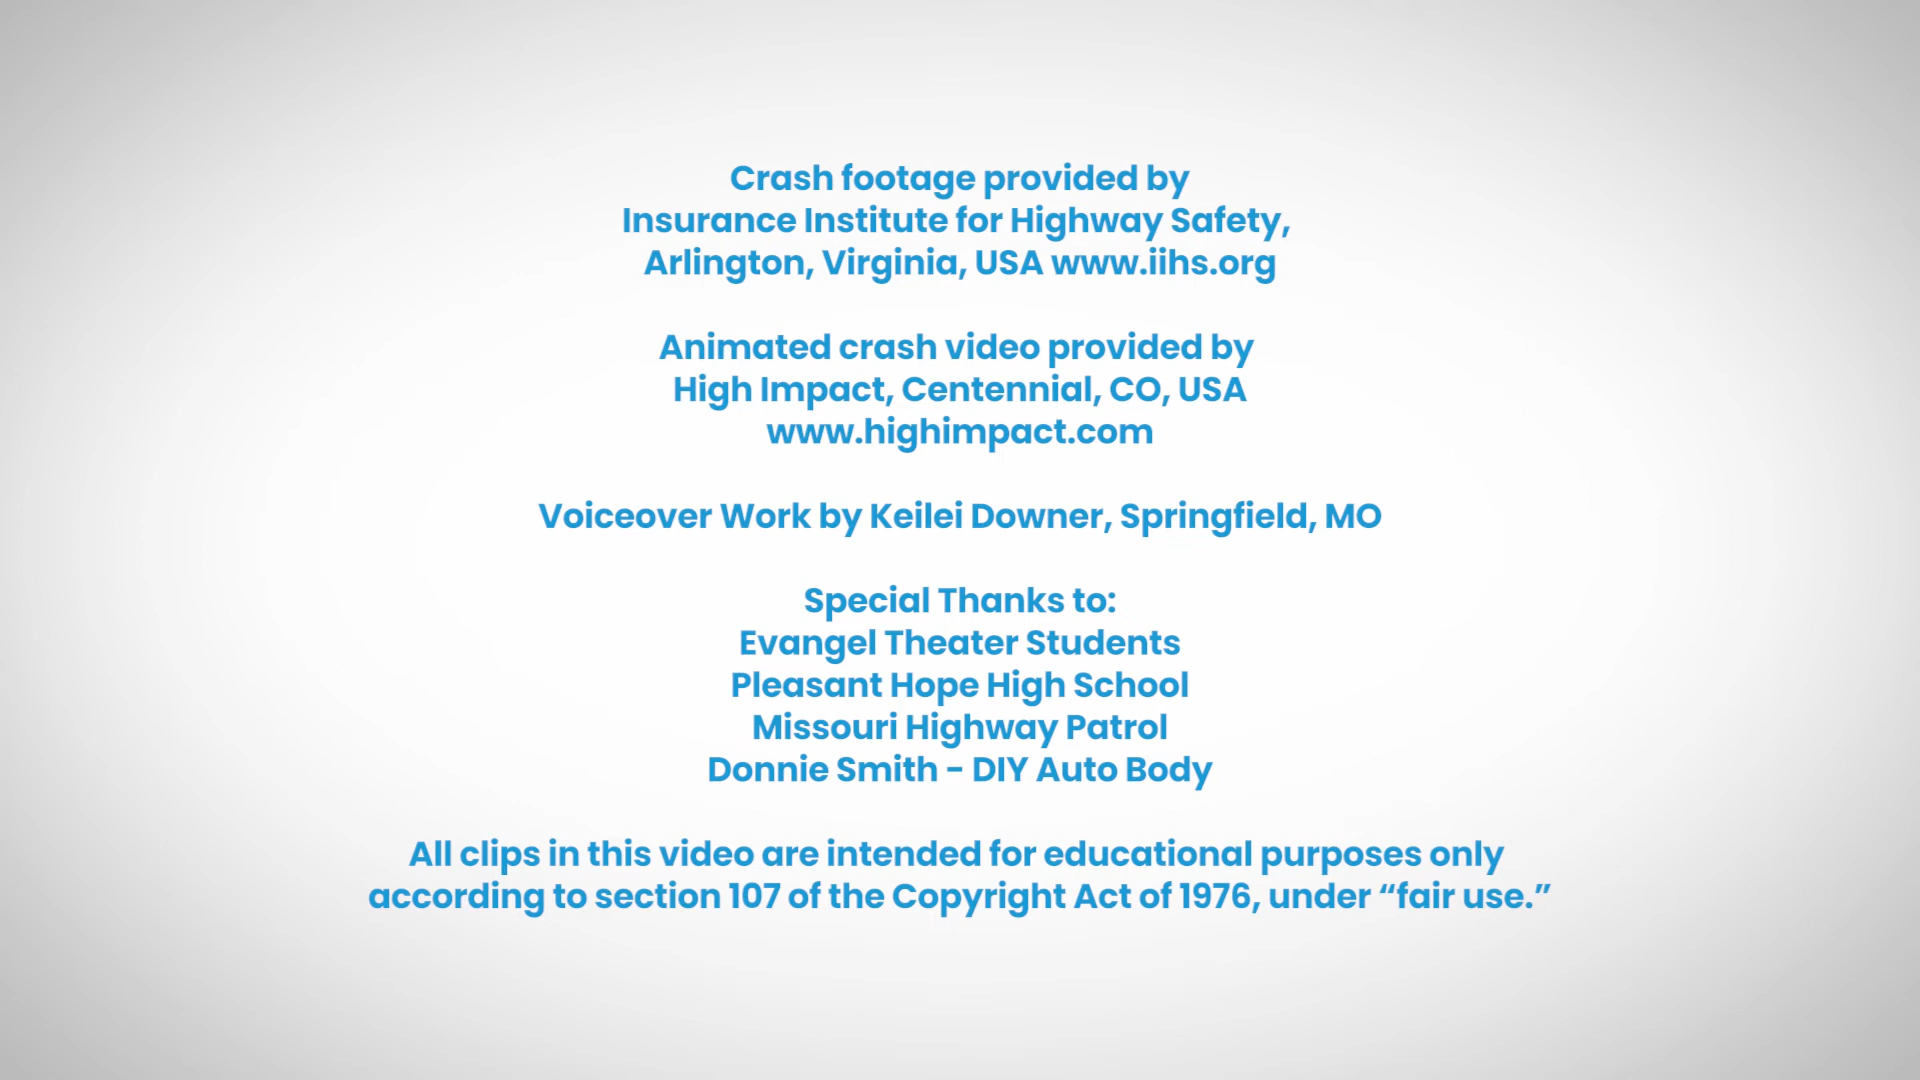 Crash footage provided by
Insurance Institute for Highway Safety,
Arlington, Virginia, USA www.iihs.org
Animated crash video provided by
High Impact, Centennial, CO, USA
www.highimpact.com
Voiceover Work by Keilei Downer, Springfield, MO
Special Thanks to:
Evangel Theater Students
Pleasant Hope High School
Missouri Highway Patrol
Donnie Smith - DIY Auto Body
All clips in this video are intended for educational purposes only
according to section 107 of the Copyright Act of 1976, under “fair use.”